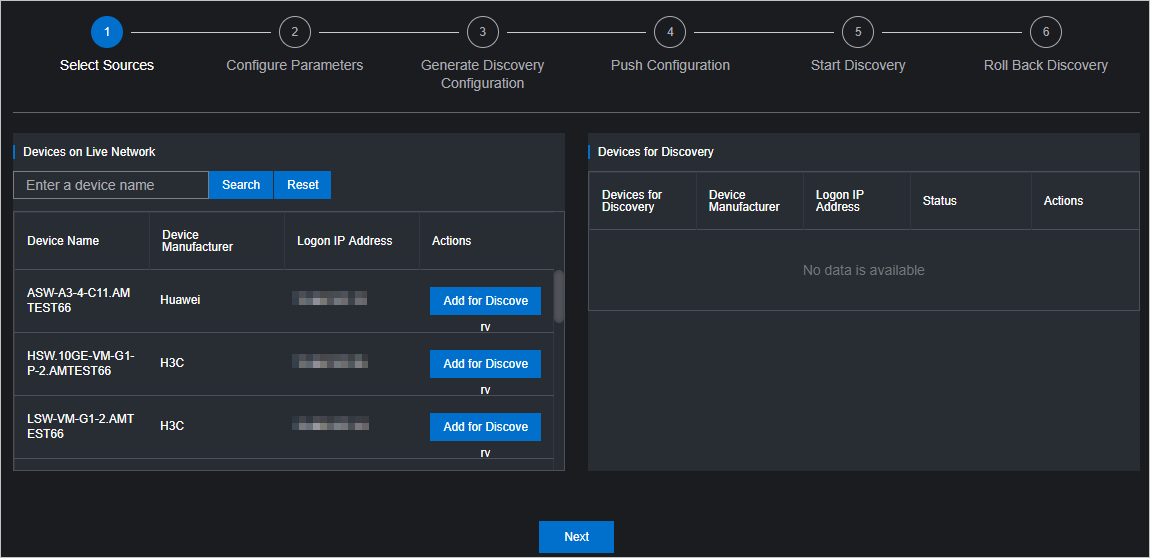 1
2
3
4
5
6
Select Sources
Configure Parameters
Generate Discovery
Configuration
Push Configuration
Start Discovery
Roll Back Discovery
Devices on Live Network
Enter a device name
Search
Reset
Device Name
Device
Manufacturer
Logon IP Address
Actions
ASW-A3-4-C11.AM
TEST66
Huawei
Add for Discove
ry
HSW.10GE-VM-G1-
P-2.AMTEST66
H3C
Add for Discove
ry
LSW-VM-G1-2.AMT
EST66
H3C
Add for Discove
ry
Devices for Discovery
Devices for
Discovery
Device
Manufacturer
Logon IP
Address
Status
Actions
No data is available
Next